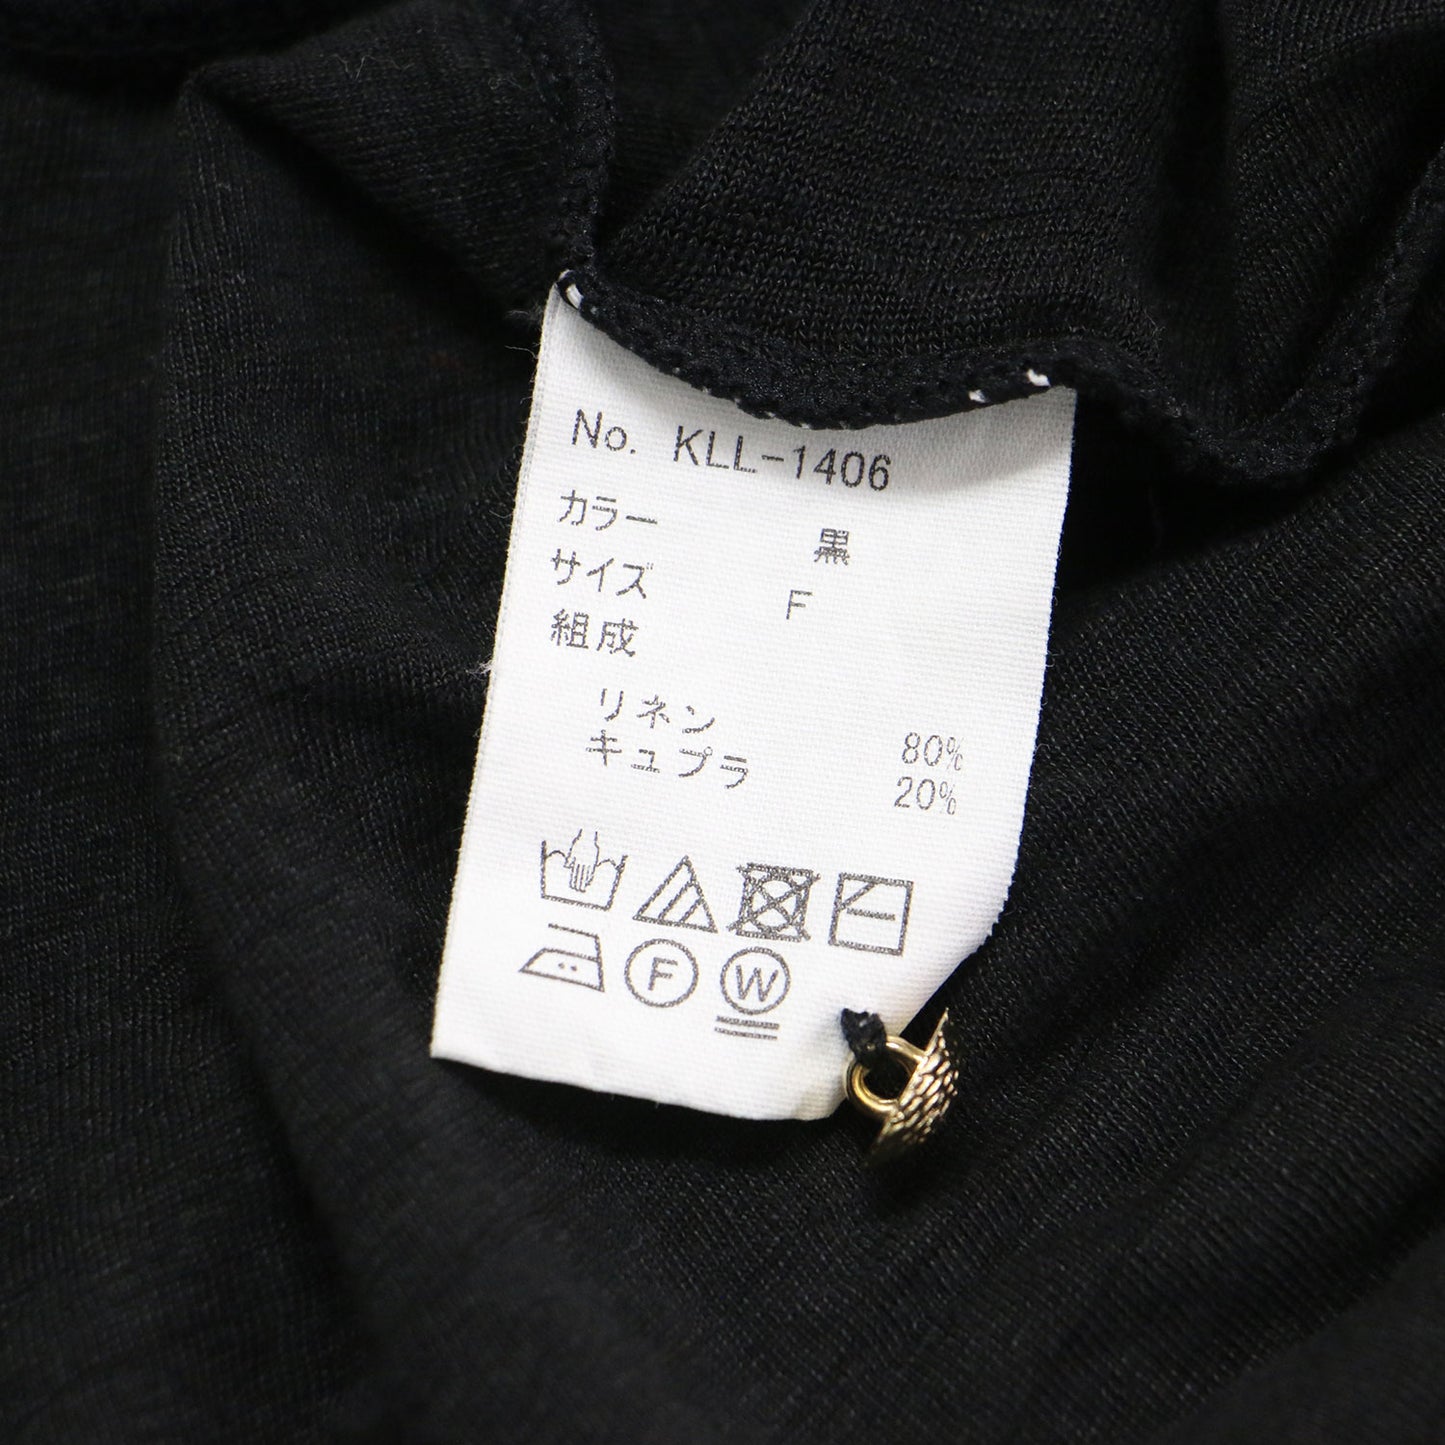 No. KLL-1406
カラー 黒
サイズ F
組成
リネン 80%
キュプラ 20%
F W